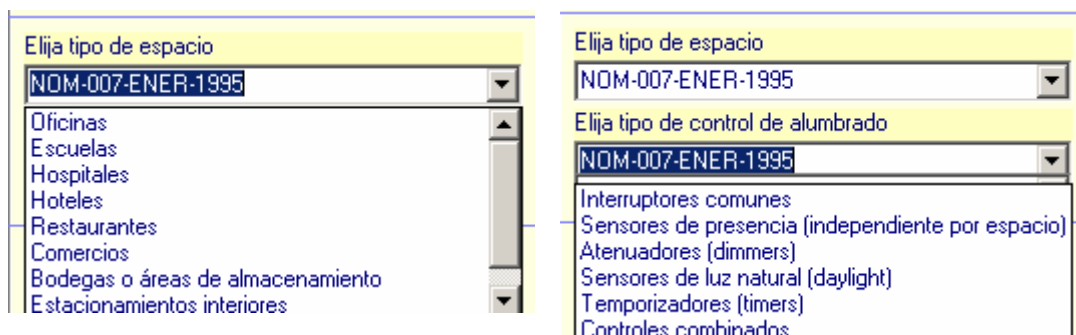 Elija tipo de espacio
NOM-007-ENER-1995
Oficinas
Escuelas
Hospitales
Hoteles
Restaurantes
Comercios
Bodegas o áreas de almacenamiento
Estacionamientos interiores
Elija tipo de espacio
NOM-007-ENER-1995
Elija tipo de control de alumbrado
NOM-007-ENER-1995
Interruptores comunes
Sensores de presencia (independiente por espacio)
Atenuadores (dimmers)
Sensores de luz natural (daylight)
Temporizadores (timers)
Controles combinados